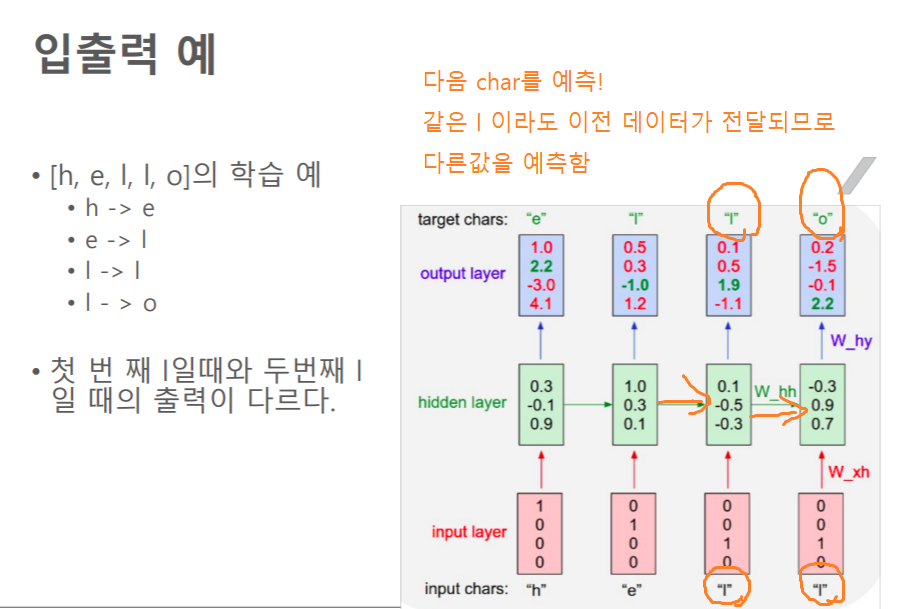 입출력 예
다음 char를 예측!
같은 l 이라도 이전 데이터가 전달되므로
다른값을 예측함
• [h, e, l, l, o]의 학습 예
• h -> e
• e -> l
• l -> l
• l - > o
• 첫 번 째 l일때와 두번째 l
일 때의 출력이 다르다.
target chars: “e” “l” “l” “o”
output layer
1.0 0.5 0.1 0.2
2.2 0.3 0.5 -1.5
-3.0 -1.0 1.9 -0.1
4.1 1.2 -1.1 2.2
W_hy
hidden layer
0.3 1.0 0.1 -0.3
-0.1 0.3 -0.5 0.9
0.9 0.1 -0.3 0.7
W_hh
W_xh
input layer
1 0 0 0
0 1 0 0
0 0 1 1
0 0 0 0
input chars: “h” “e” “l” “l”